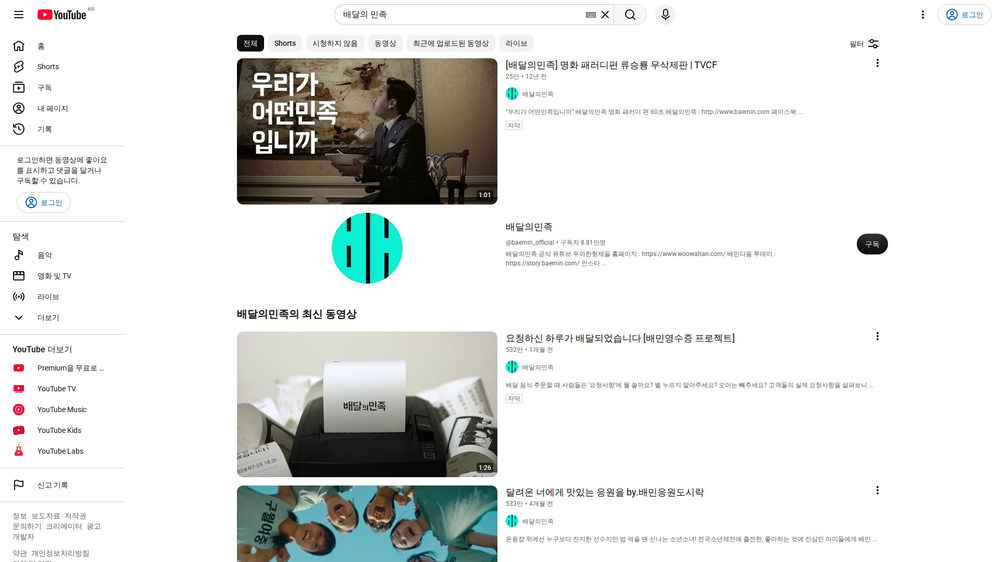 YouTube KR
배달의 민족
로그인
홈
Shorts
구독
내 페이지
기록
로그인하면 동영상에 좋아요
를 표시하고 댓글을 달거나
구독할 수 있습니다.
로그인
탐색
음악
영화 및 TV
라이브
더보기
YouTube 더보기
Premium을 무료로 ...
YouTube TV
YouTube Music
YouTube Kids
YouTube Labs
신고 기록
정보 보도자료 저작권
문의하기 크리에이터 광고
개발자
약관 개인정보처리방침
전체 Shorts 시청하지 않음 동영상 최근에 업로드된 동영상 라이브
필터
우리가
어떤민족
입니까
1:01
[배달의민족] 명화 패러디편 류승룡 무삭제판 | TVCF
25만 • 12년 전
배달의민족
"우리가 어떤민족입니까" 배달의민족 명화 패러디 편 60초 배달의민족 : http://www.baemin.com 페이스북 ...
자막
배달의민족
@baemin_official • 구독자 8.81만명
배달의민족 공식 유튜브 우아한형제들 홈페이지 : https://www.woowahan.com/ 배민다움 투데이 :
https://story.baemin.com/ 인스타 ...
구독
배달의민족의 최신 동영상
배달의민족
1:26
요청하신 하루가 배달되었습니다 [배민영수증 프로젝트]
532만 • 1개월 전
배달의민족
배달 음식 주문할 때 사람들은 '요청사항'에 뭘 쓸까요? 벨 누르지 말아주세요? 오이는 빼주세요? 고객들의 실제 요청사항을 살펴보니 ...
자막
달려온 너에게 맛있는 응원을 by.배민응원도시락
533만 • 4개월 전
배달의민족
운동장 위에선 누구보다 진지한 선수지만 밥 먹을 땐 신나는 소년소녀! 전국소년체전에 출전한, 좋아하는 것에 진심인 아이들에게 배민 ...